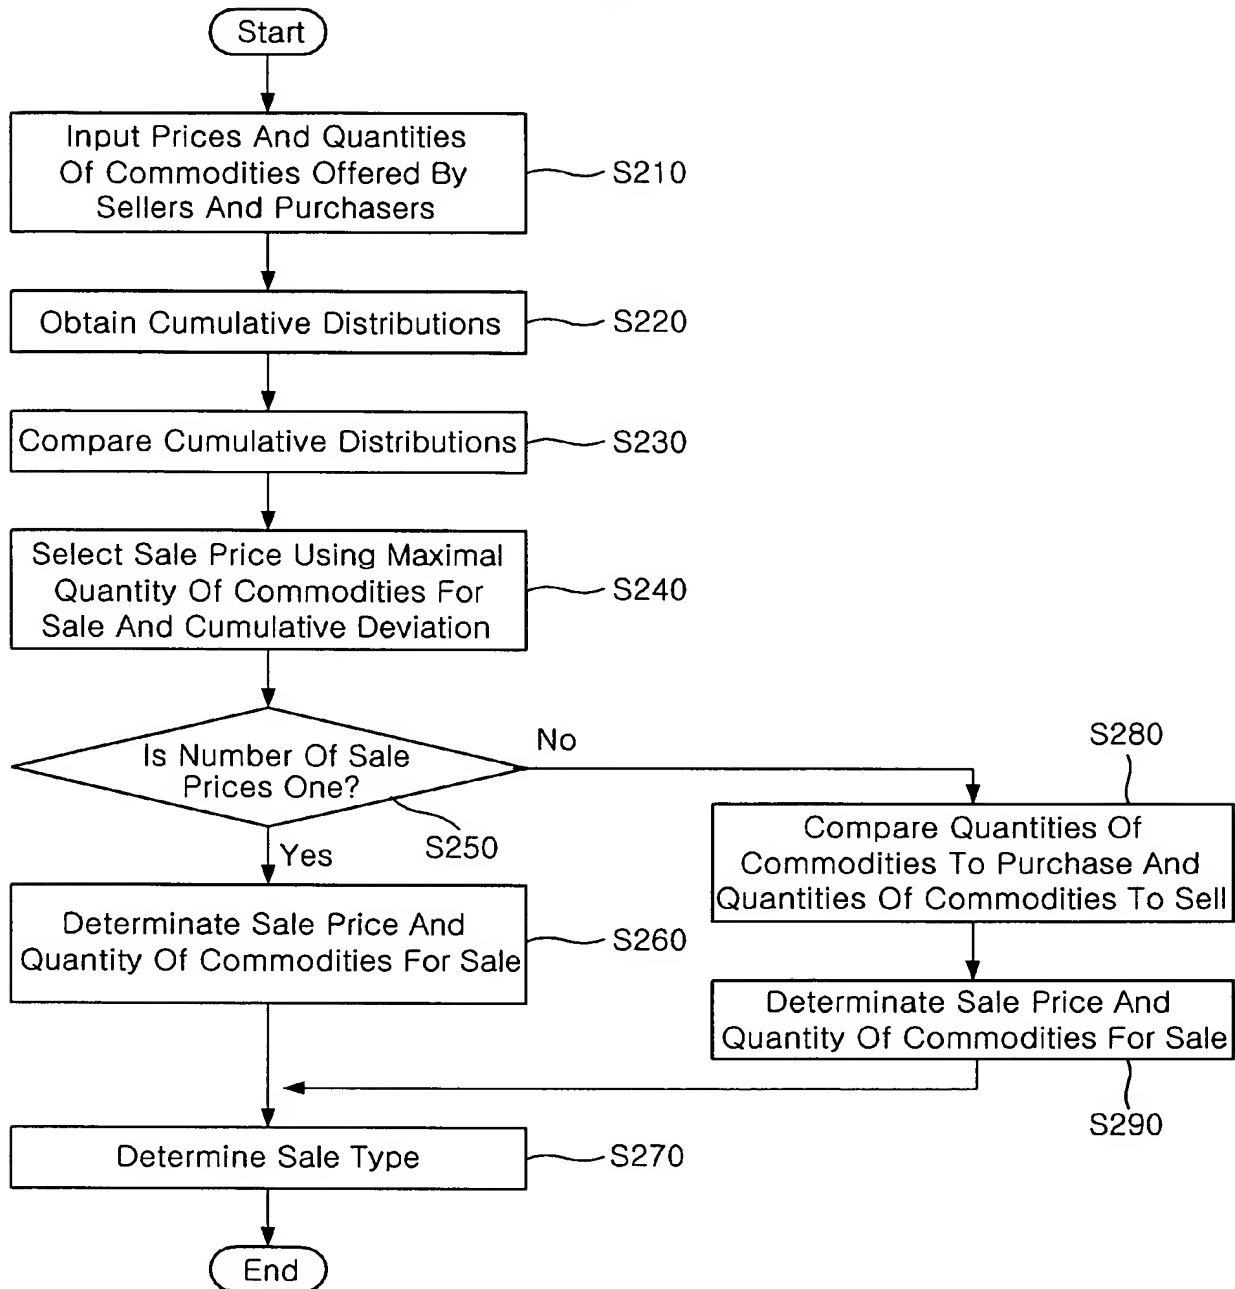 Start
Input Prices And Quantities
Of Commodities Offered By
Sellers And Purchasers
S210
Obtain Cumulative Distributions
S220
Compare Cumulative Distributions
S230
Select Sale Price Using Maximal
Quantity Of Commodities For
Sale And Cumulative Deviation
S240
Is Number Of Sale
Prices One?
S250
No
Yes
S280
Compare Quantities Of
Commodities To Purchase And
Quantities Of Commodities To Sell
Determinate Sale Price And
Quantity Of Commodities For Sale
S260
Determinate Sale Price And
Quantity Of Commodities For Sale
S290
Determine Sale Type
S270
End